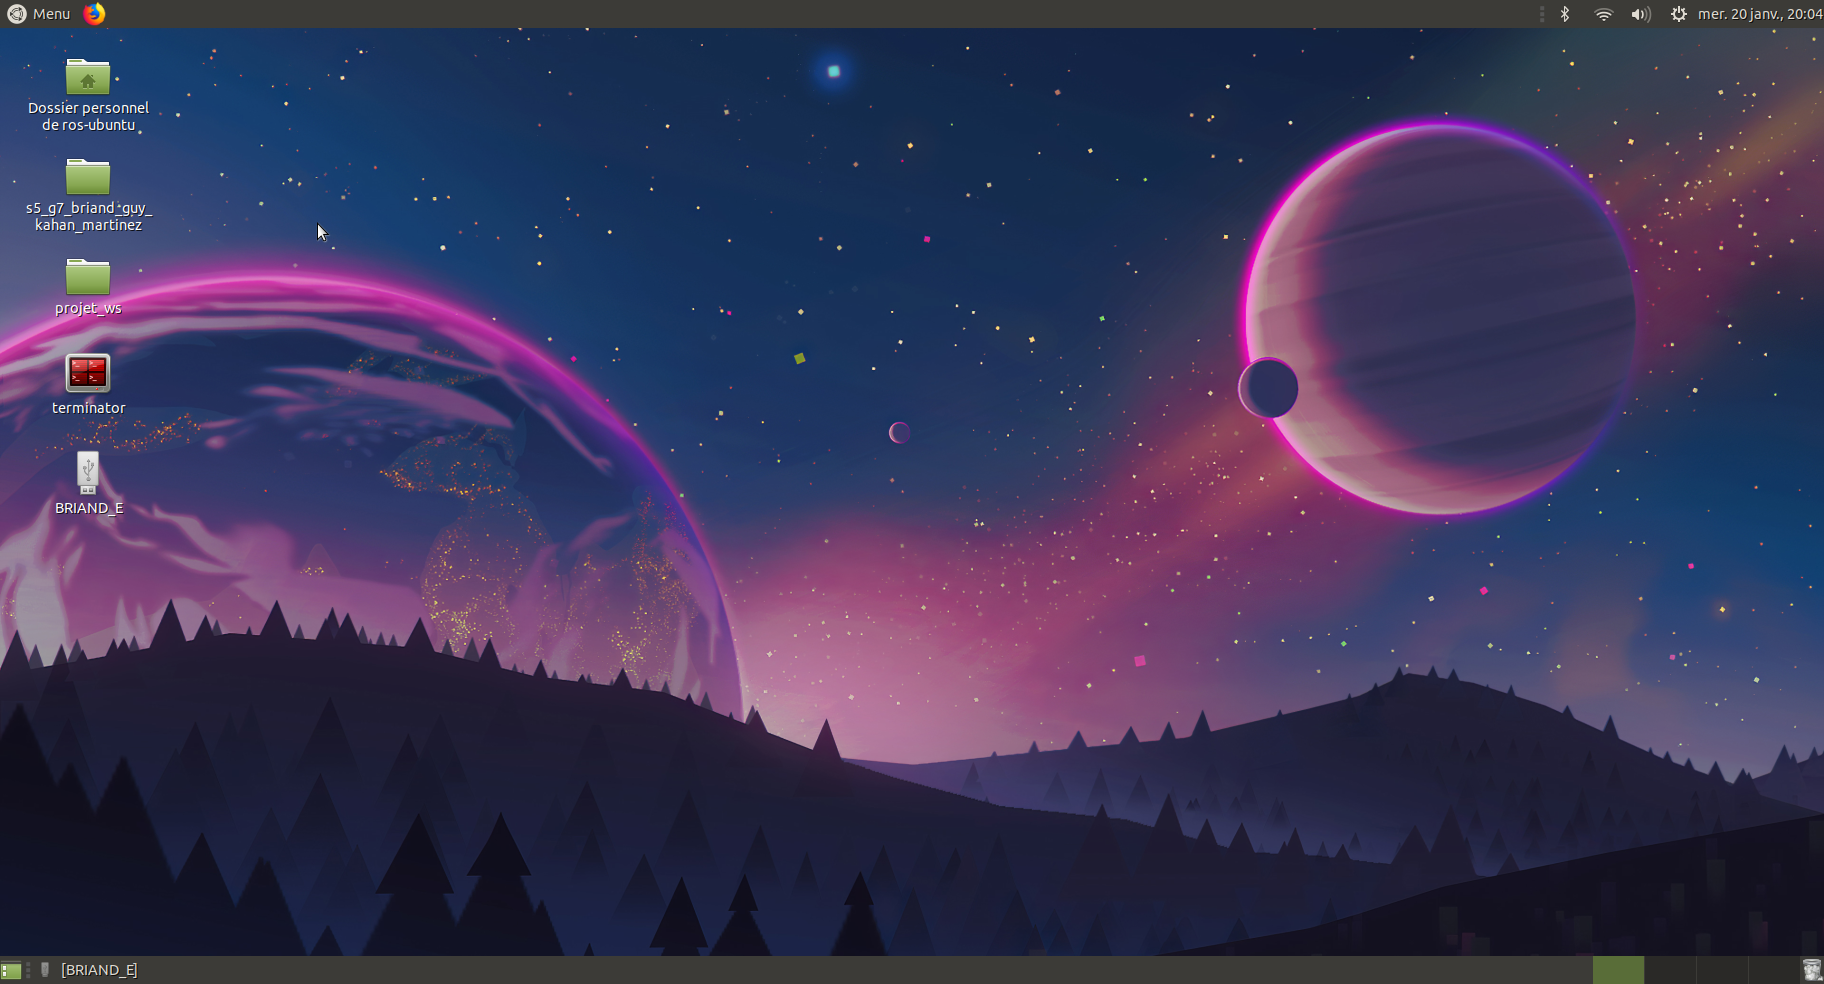 Menu
mer. 20 janv., 20:04
Dossier personnel
de ros-ubuntu
s5_g7_briand_guy_
kahan_martinez
projet_ws
terminator
BRIAND_E
[BRIAND_E]